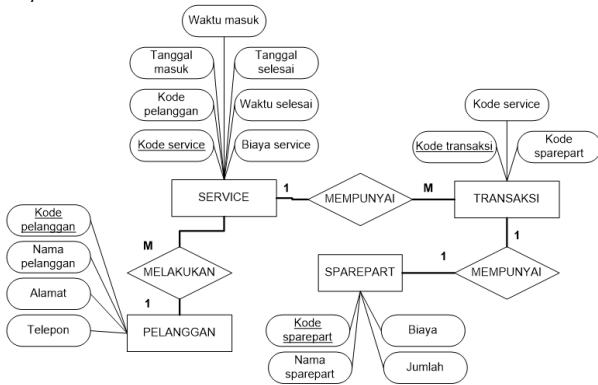 Waktu masuk
Tanggal
masuk
Tanggal
selesai
Kode
pelanggan
Waktu selesai
Kode service
Biaya service
Kode service
Kode transaksi
Kode
sparepart
SERVICE
1
MEMPUNYAI
M
TRANSAKSI
Kode
pelanggan
Nama
pelanggan
Alamat
Telepon
M
MELAKUKAN
1
PELANGGAN
SPAREPART
1
MEMPUNYAI
1
Kode
sparepart
Biaya
Nama
sparepart
Jumlah